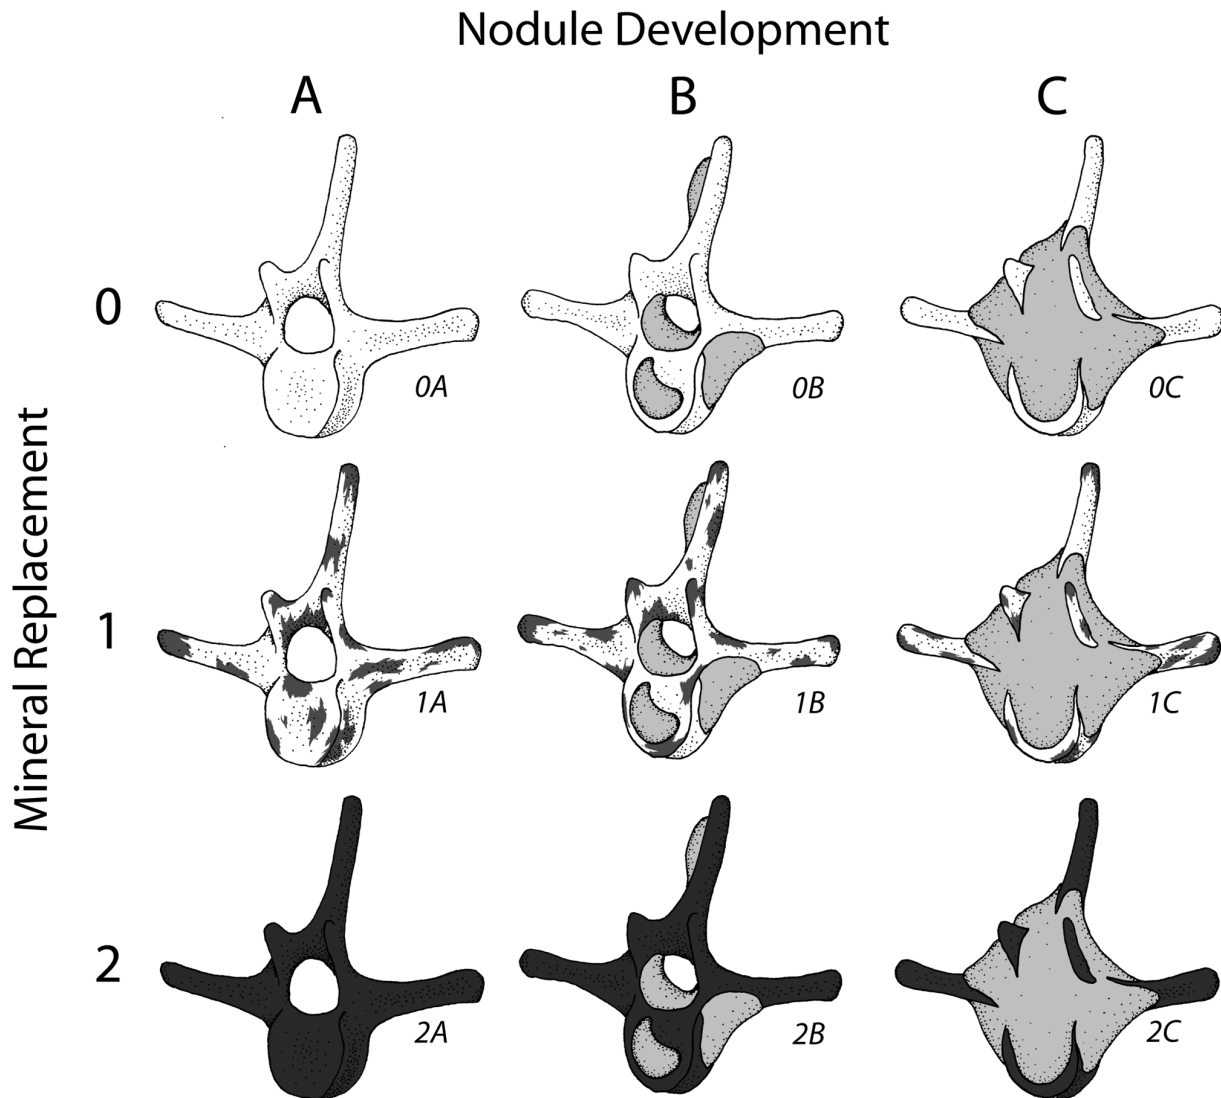 Nodule Development
A B C
Mineral Replacement
0
0A 0B 0C
1
1A 1B 1C
2
2A 2B 2C